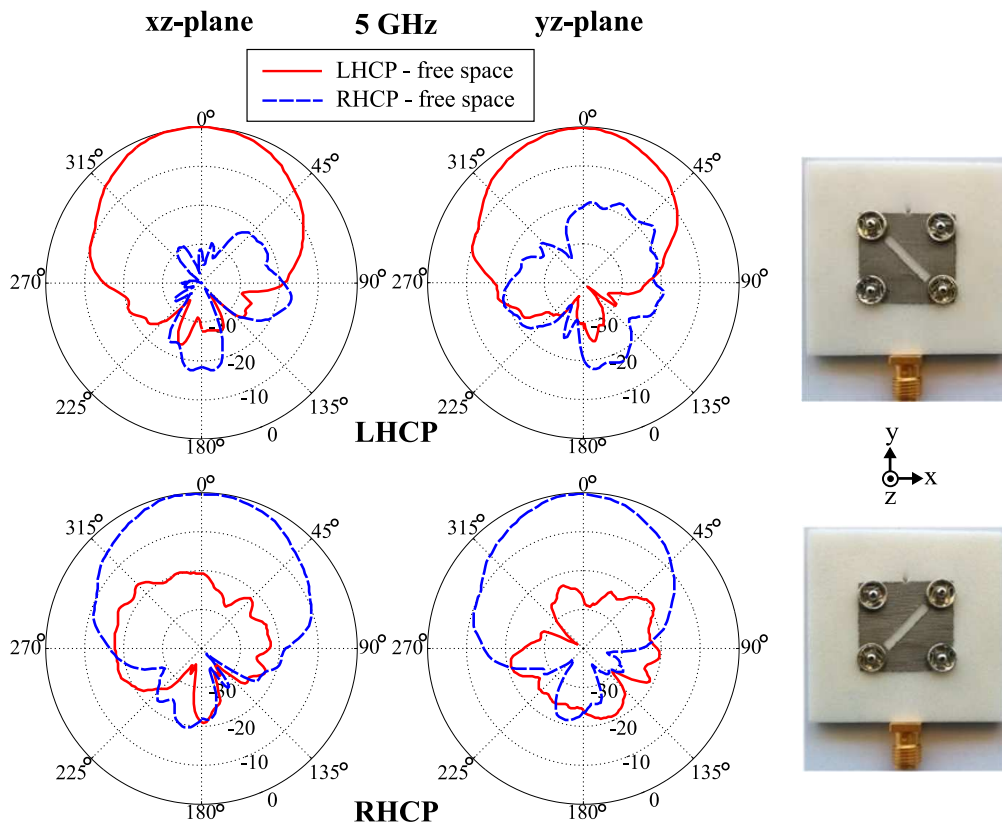 xz-plane 5 GHz yz-plane
LHCP - free space
RHCP - free space
0° 0°
315° 45° 315° 45°
270° 90° 270° 90°
-30 -30
-20 -20
-10 -10
225° 135° 225° 135°
0 0
180° LHCP 180°
y
x
z
0° 0°
315° 45° 315° 45°
270° 90° 270° 90°
-30 -30
-20 -20
-10 -10
225° 135° 225° 135°
0 0
180° RHCP 180°